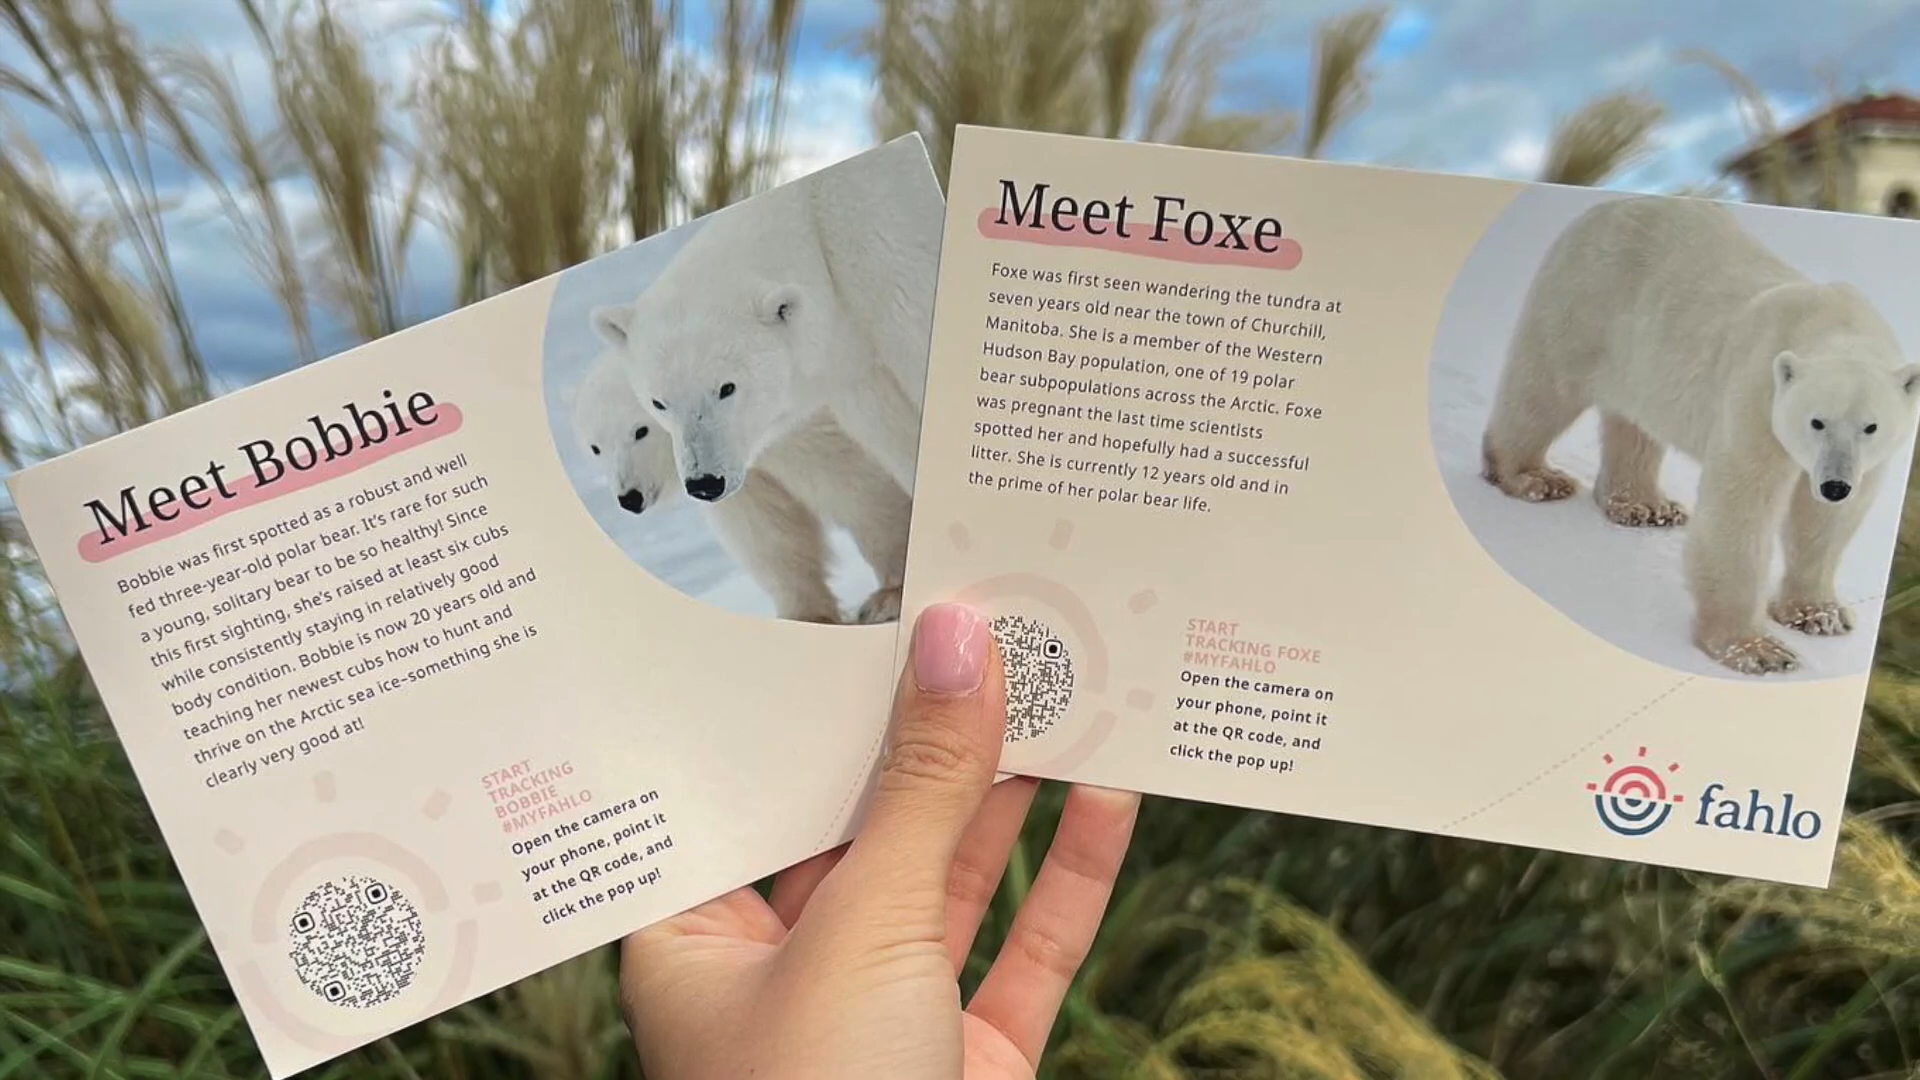 Meet Bobbie
Bobbie was first spotted as a robust and well
fed three-year-old polar bear. It's rare for such
a young, solitary bear to be so healthy! Since
this first sighting, she's raised at least six cubs
while consistently staying in relatively good
body condition. Bobbie is now 20 years old and
teaching her newest cubs how to hunt and
thrive on the Arctic sea ice–something she is
clearly very good at!
START
TRACKING
BOBBIE
#MYFAHLO
Open the camera on
your phone, point it
at the QR code, and
click the pop up!
Meet Foxe
Foxe was first seen wandering the tundra at
seven years old near the town of Churchill,
Manitoba. She is a member of the Western
Hudson Bay population, one of 19 polar
bear subpopulations across the Arctic. Foxe
was pregnant the last time scientists
spotted her and hopefully had a successful
litter. She is currently 12 years old and in
the prime of her polar bear life.
START
TRACKING FOXE
#MYFAHLO
Open the camera on
your phone, point it
at the QR code, and
click the pop up!
fahlo